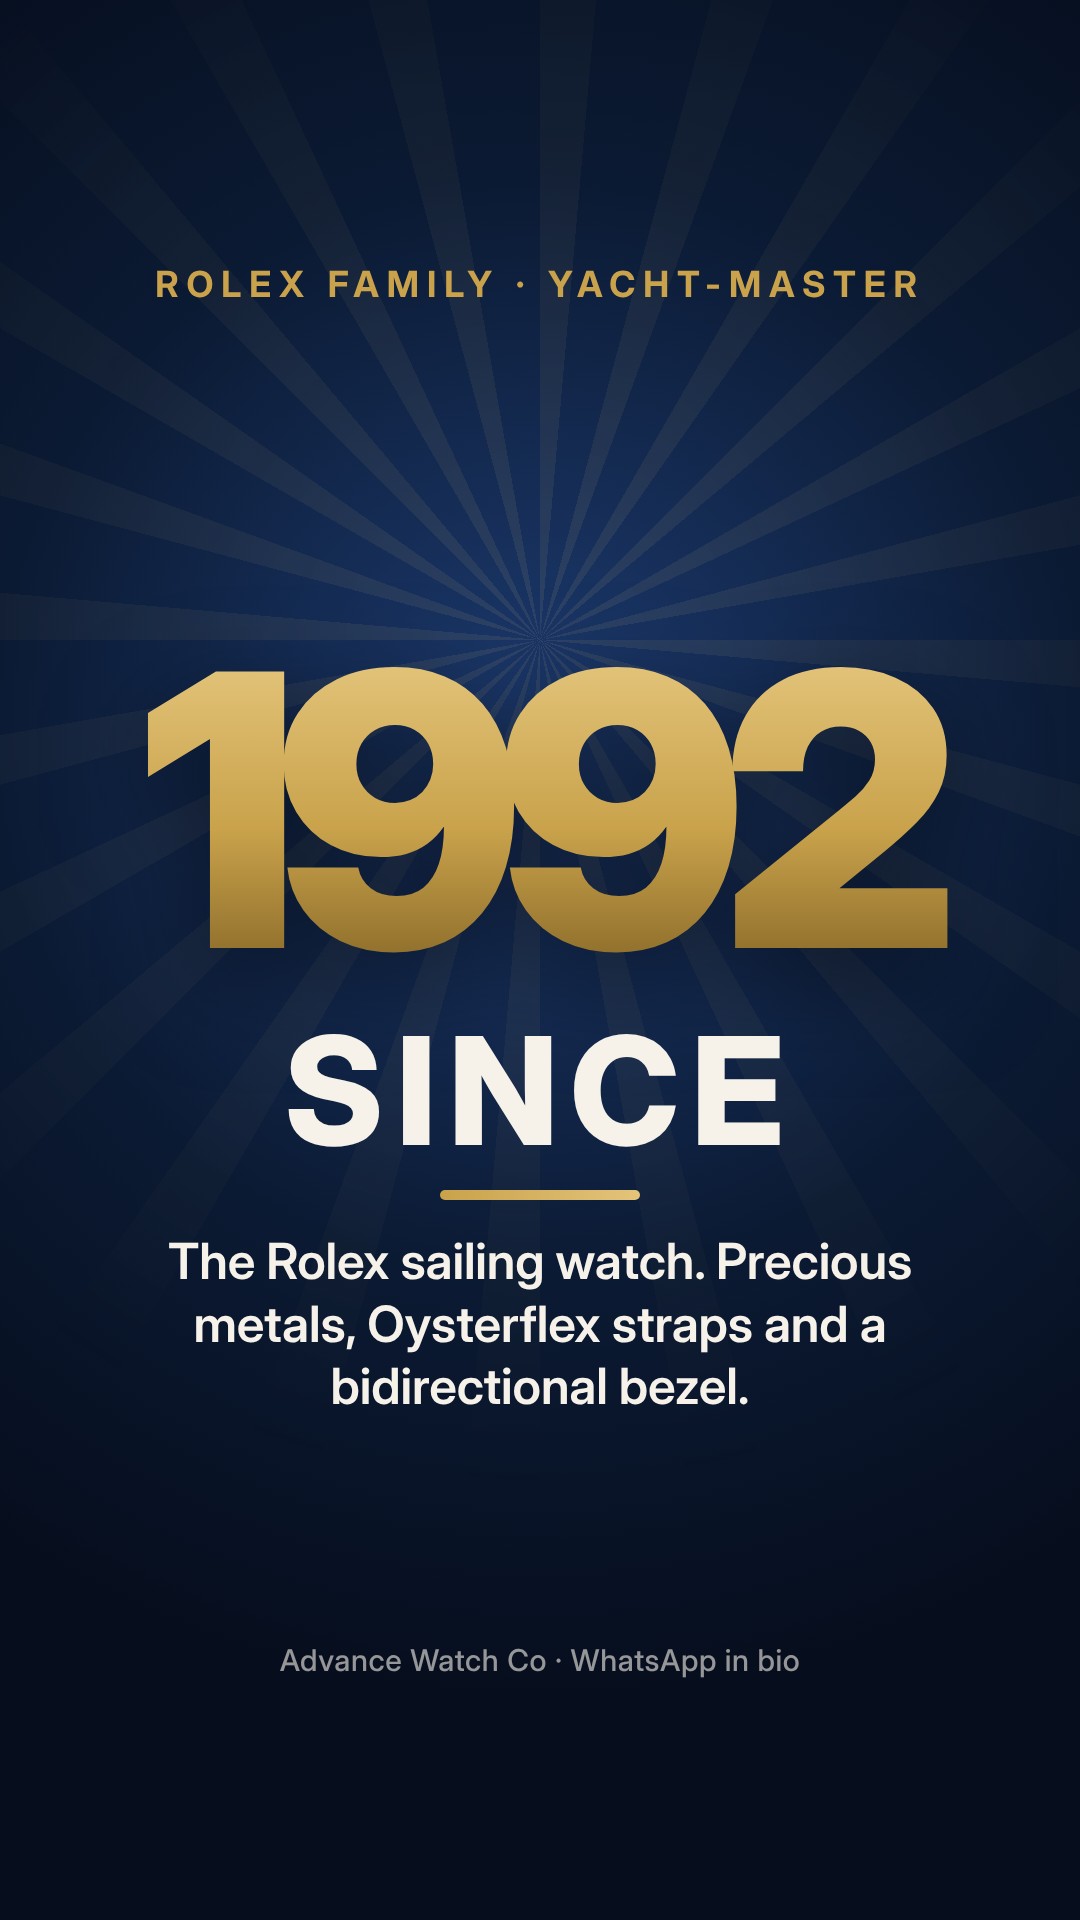 ROLEX FAMILY · YACHT-MASTER
1992
SINCE
The Rolex sailing watch. Precious
metals, Oysterflex straps and a
bidirectional bezel.
Advance Watch Co · WhatsApp in bio